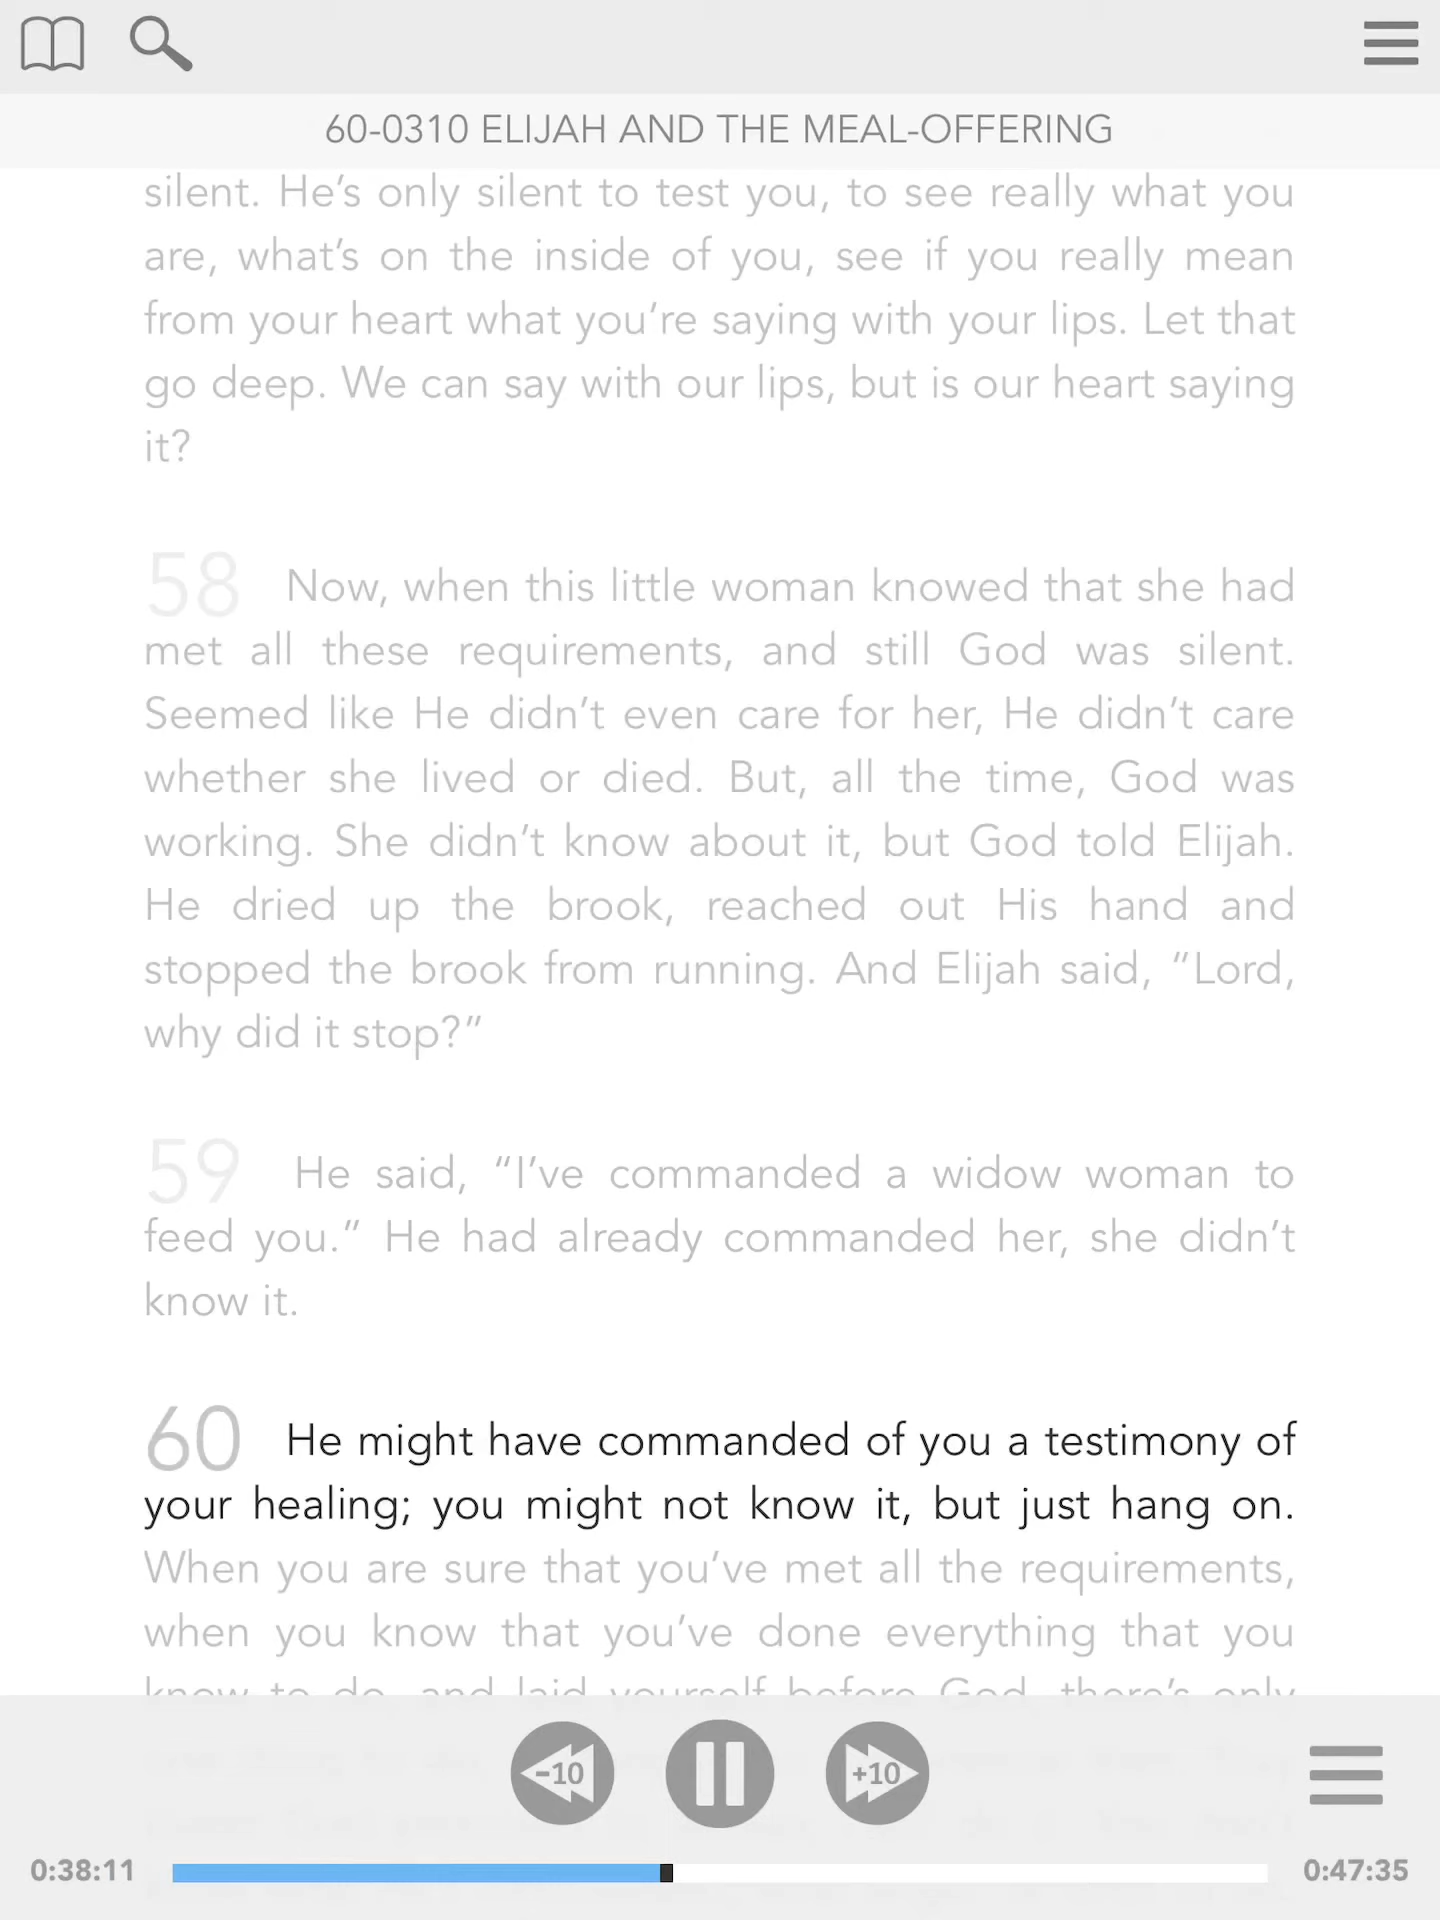 60-0310 ELIJAH AND THE MEAL-OFFERING
silent. He’s only silent to test you, to see really what you
are, what’s on the inside of you, see if you really mean
from your heart what you’re saying with your lips. Let that
go deep. We can say with our lips, but is our heart saying
it?
58 Now, when this little woman knowed that she had
met all these requirements, and still God was silent.
Seemed like He didn’t even care for her, He didn’t care
whether she lived or died. But, all the time, God was
working. She didn’t know about it, but God told Elijah.
He dried up the brook, reached out His hand and
stopped the brook from running. And Elijah said, “Lord,
why did it stop?”
59 He said, “I’ve commanded a widow woman to
feed you.” He had already commanded her, she didn’t
know it.
60 He might have commanded of you a testimony of
your healing; you might not know it, but just hang on.
When you are sure that you’ve met all the requirements,
when you know that you’ve done everything that you
know to do, and laid yourself before God, there’s only
-10 +10
0:38:11 0:47:35